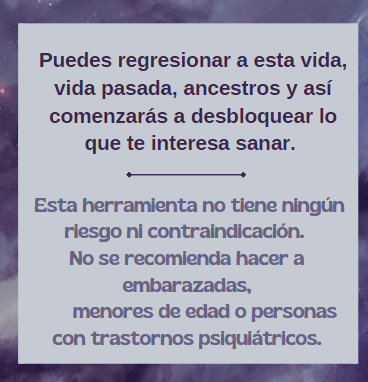 Puedes regresionar a esta vida,
vida pasada, ancestros y así
comenzarás a desbloquear lo
que te interesa sanar.
Esta herramienta no tiene ningún
riesgo ni contraindicación.
No se recomienda hacer a
embarazadas,
menores de edad o personas
con trastornos psiquiátricos.